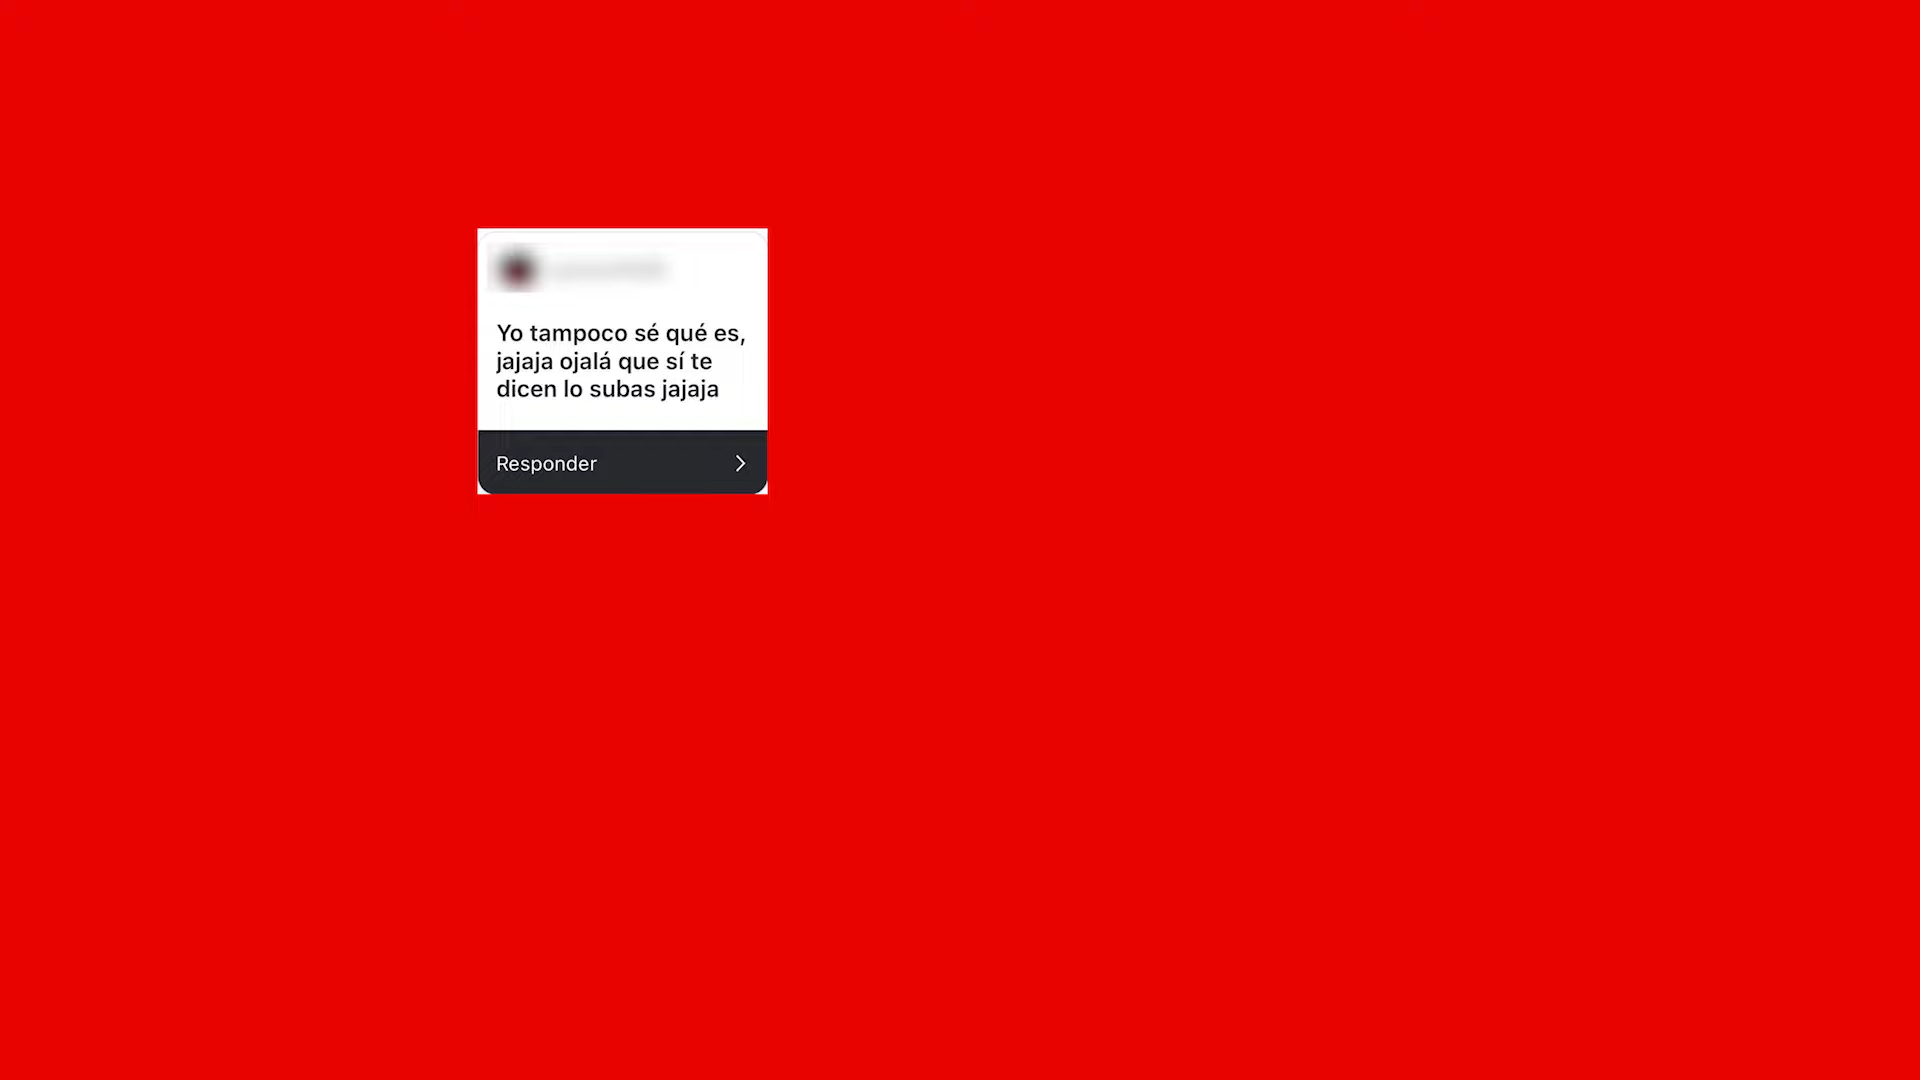 Yo tampoco sé qué es,
jajaja ojalá que sí te
dicen lo subas jajaja
Responder